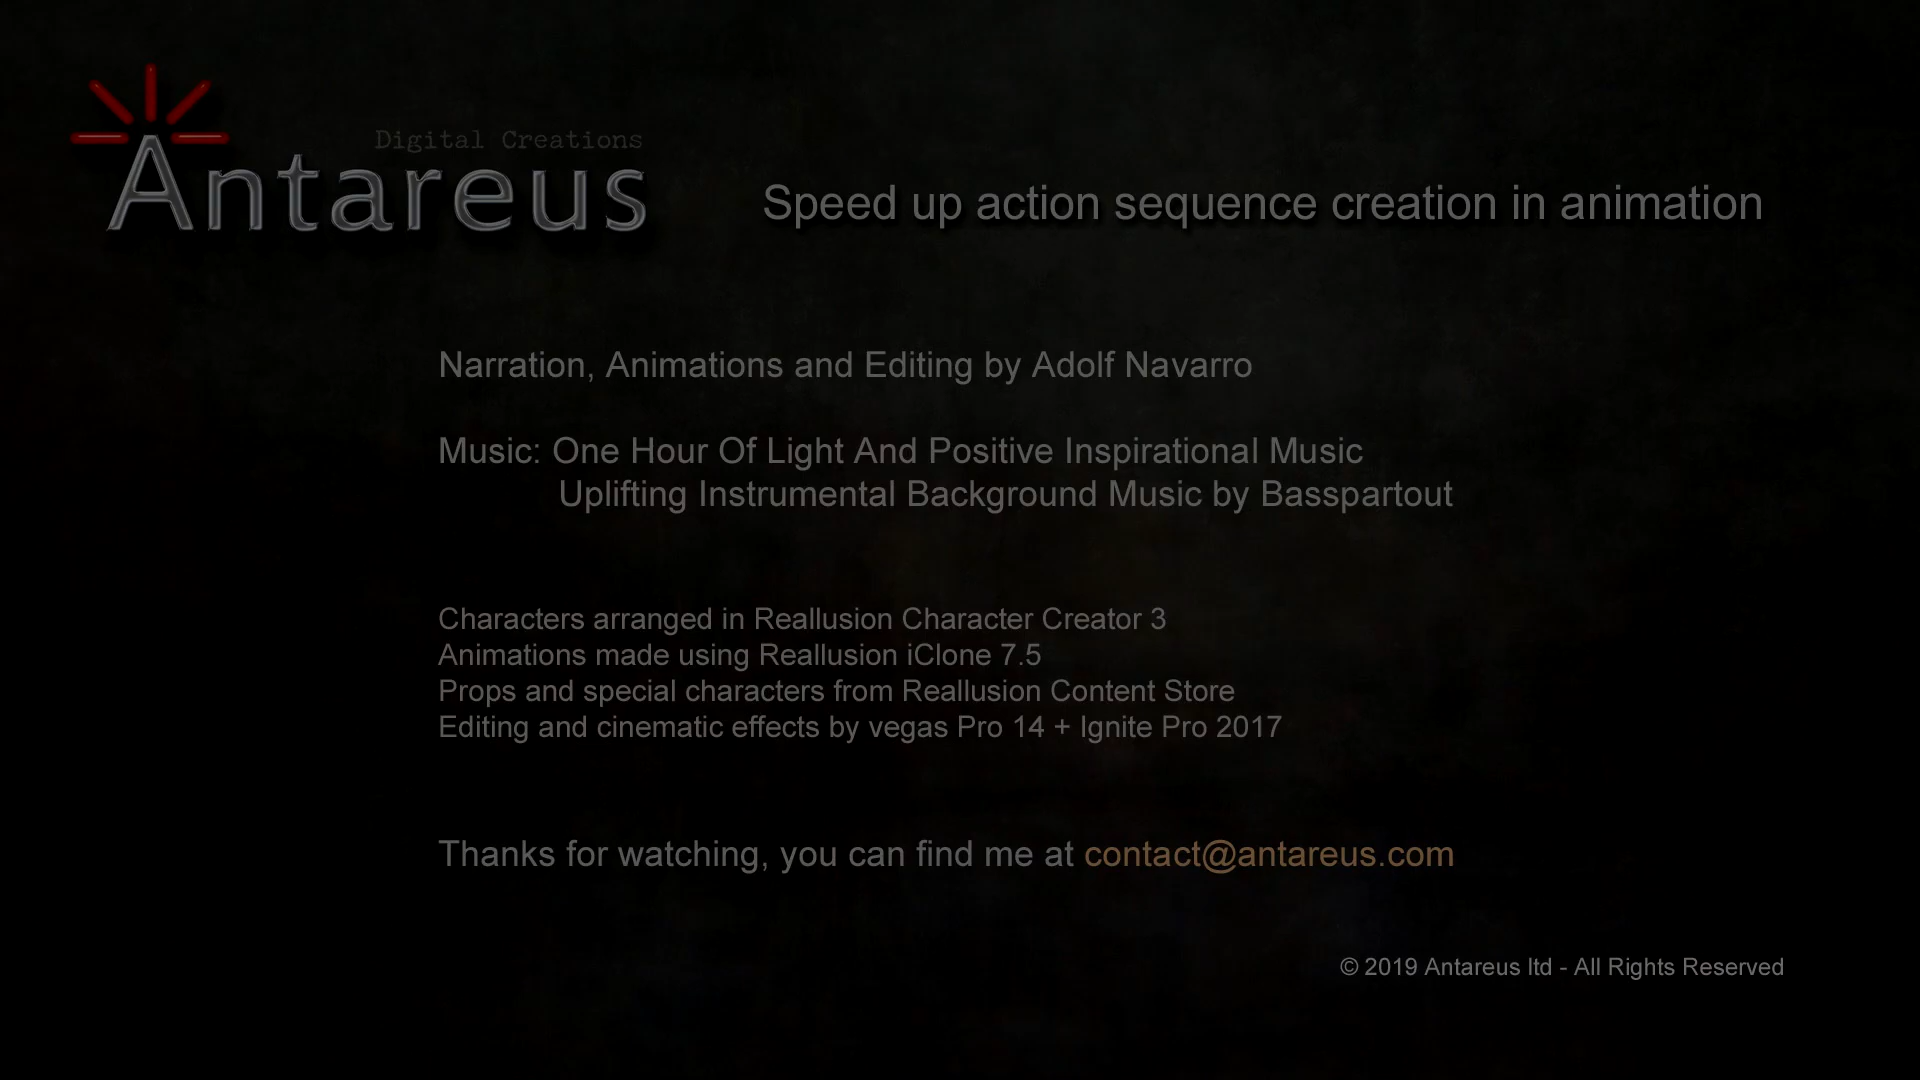 Digital Creations
Antareus
Speed up action sequence creation in animation
Narration, Animations and Editing by Adolf Navarro
Music: One Hour Of Light And Positive Inspirational Music
Uplifting Instrumental Background Music by Basspartout
Characters arranged in Reallusion Character Creator 3
Animations made using Reallusion iClone 7.5
Props and special characters from Reallusion Content Store
Editing and cinematic effects by vegas Pro 14 + Ignite Pro 2017
Thanks for watching, you can find me at contact@antareus.com
© 2019 Antareus ltd - All Rights Reserved